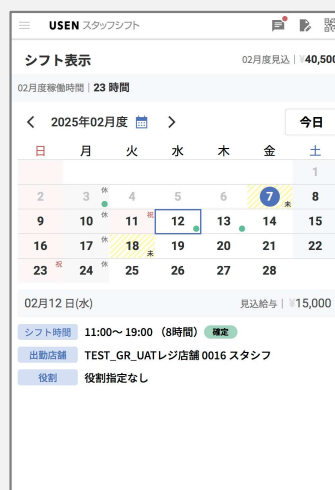 USEN スタッフシフト
シフト表示 02月度見込 | ¥40,500
02月度稼働時間 | 23 時間
2025年02月度 今日
日 月 火 水 木 金 土
1
2 3 休 4 5 6 7 未 8
9 10 休 11 祝 12 13 14 15
16 17 休 18 未 19 20 21 22
23 祝 24 休 25 26 27 28
02月12 日(水) 見込給与 | ¥15,000
シフト時間 11:00〜 19:00 （8時間） 確定
出勤店舗 TEST_GR_UATレジ店舗 0016 スタシフ
役割 役割指定なし